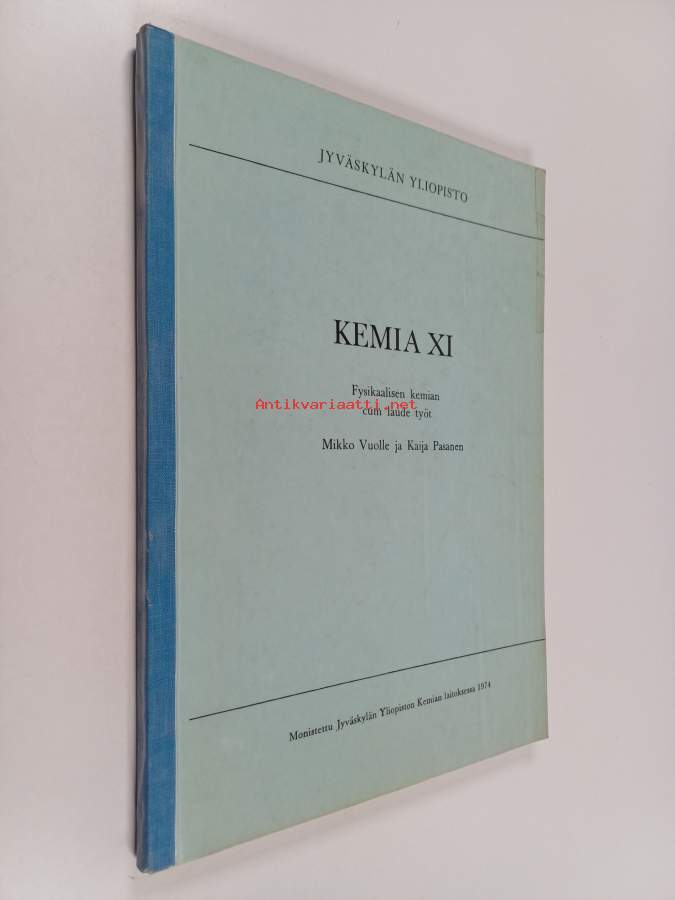 JYVÄSKYLÄN YLIOPISTO
KEMIA XI
Fysikaalisen kemian
Antikvariaatti.net
cum laude työt
Mikko Vuolle ja Kaija Pasanen
Monistettu Jyväskylän Yliopiston Kemian laitoksessa 1974